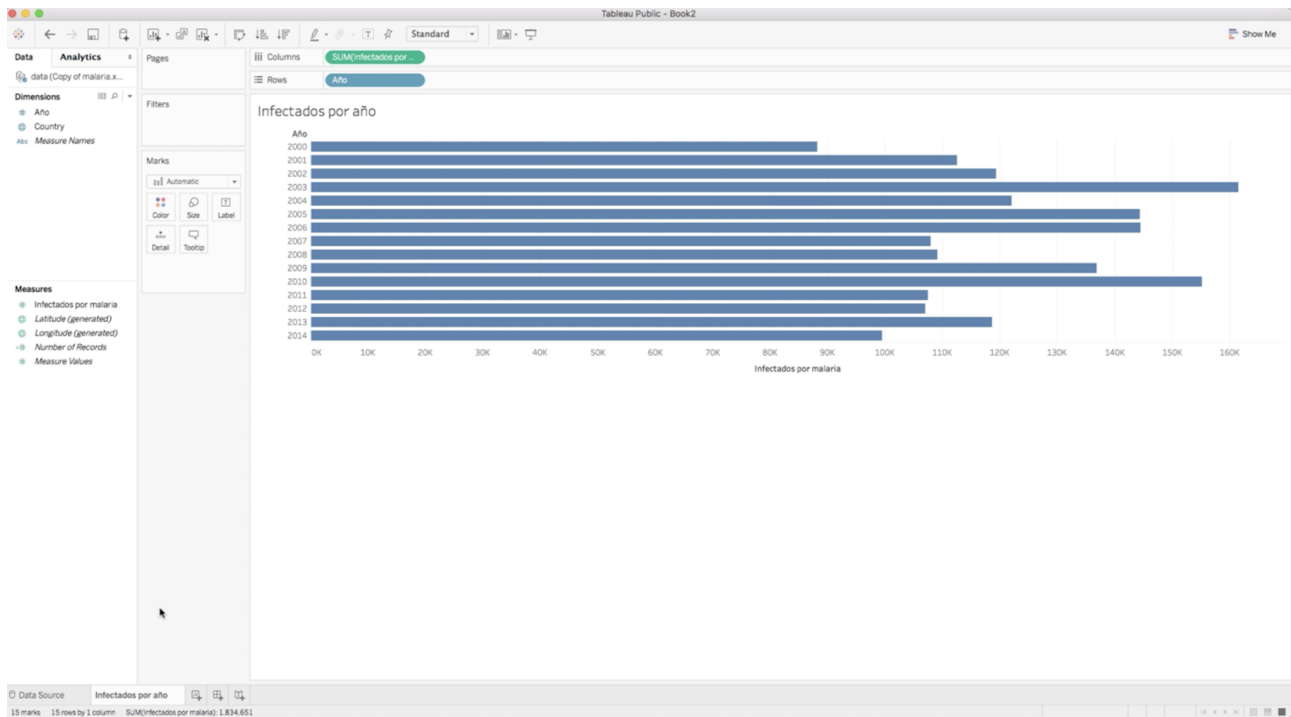 Tableau Public - Book2
Standard
Show Me
Data
Analytics
Pages
Columns
SUM(Infectados por ..
data (Copy of malaria.x...
Rows
Año
Dimensions
Filters
Año
Country
Abc Measure Names
Marks
Automatic
Color Size Label
Detail Tooltip
Measures
Infectados por malaria
Latitude (generated)
Longitude (generated)
Number of Records
Measure Values
Infectados por año
Año
2000
2001
2002
2003
2004
2005
2006
2007
2008
2009
2010
2011
2012
2013
2014
0K 10K 20K 30K 40K 50K 60K 70K 80K 90K 100K 110K 120K 130K 140K 150K 160K
Infectados por malaria
Data Source
Infectados por año
15 marks 15 rows by 1 column SUM(Infectados por malaria): 1.834.651